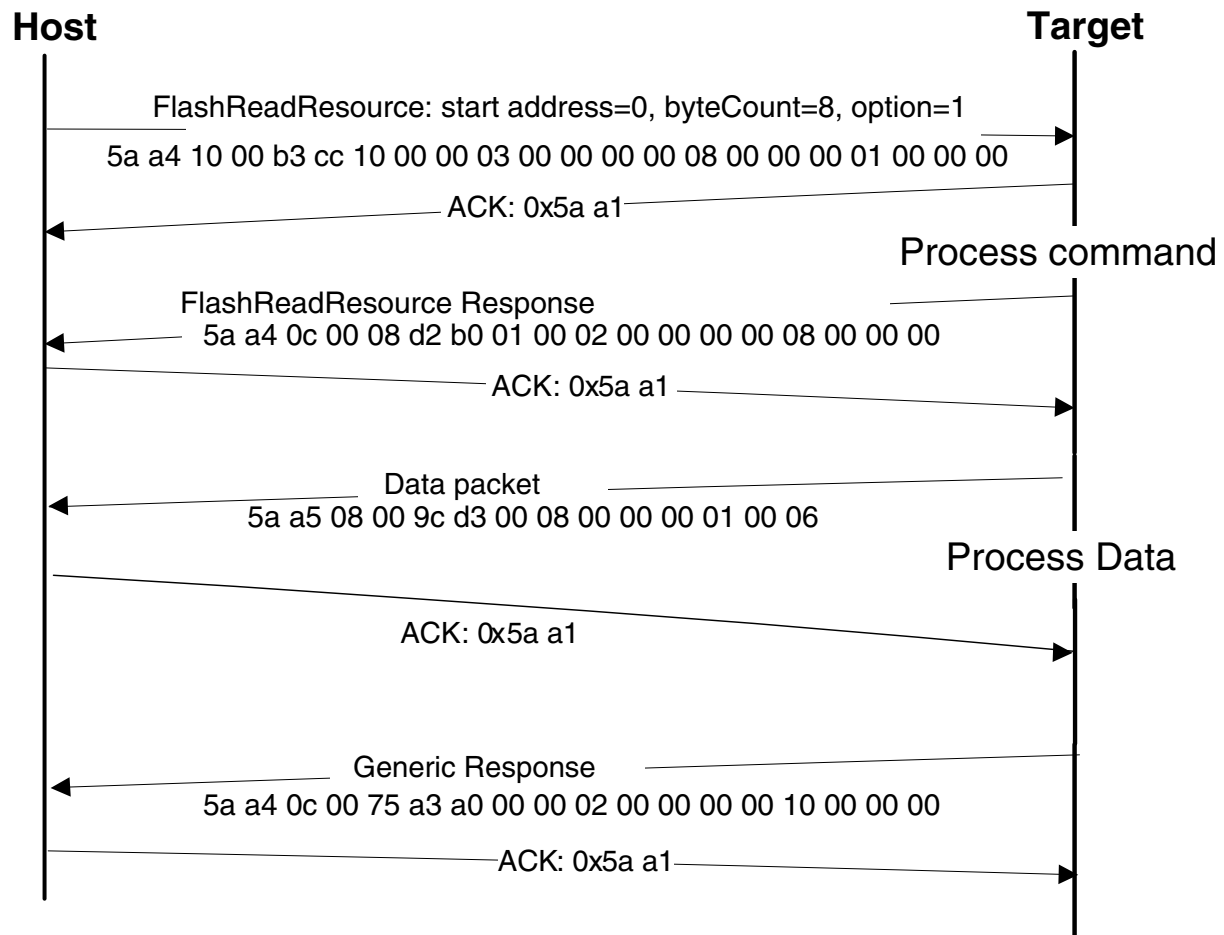 Host
Target
FlashReadResource: start address=0, byteCount=8, option=1
5a a4 10 00 b3 cc 10 00 00 03 00 00 00 00 08 00 00 00 01 00 00 00
ACK: 0x5a a1
Process command
FlashReadResource Response
5a a4 0c 00 08 d2 b0 01 00 02 00 00 00 00 08 00 00 00
ACK: 0x5a a1
Data packet
5a a5 08 00 9c d3 00 08 00 00 00 01 00 06
Process Data
ACK: 0x5a a1
Generic Response
5a a4 0c 00 75 a3 a0 00 00 02 00 00 00 00 10 00 00 00
ACK: 0x5a a1